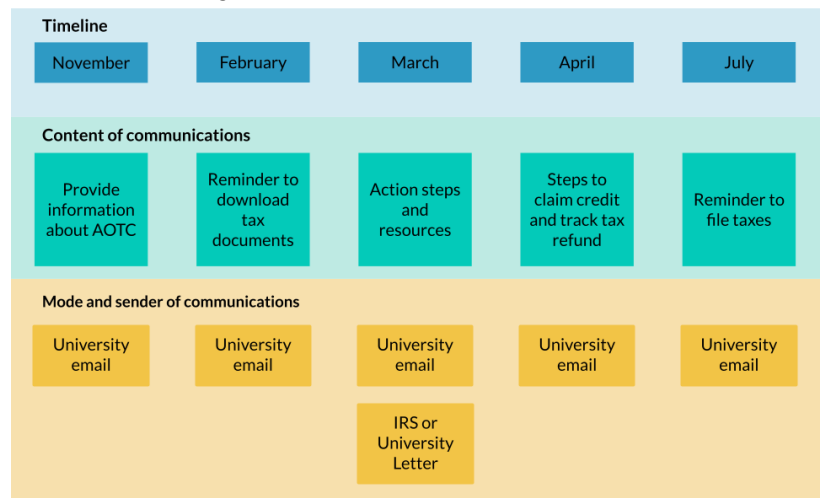 Timeline
November
February
March
April
July
Content of communications
Provide
information
about AOTC
Reminder to
download
tax
documents
Action steps
and
resources
Steps to
claim credit
and track tax
refund
Reminder to
file taxes
Mode and sender of communications
University
email
University
email
University
email
University
email
University
email
IRS or
University
Letter